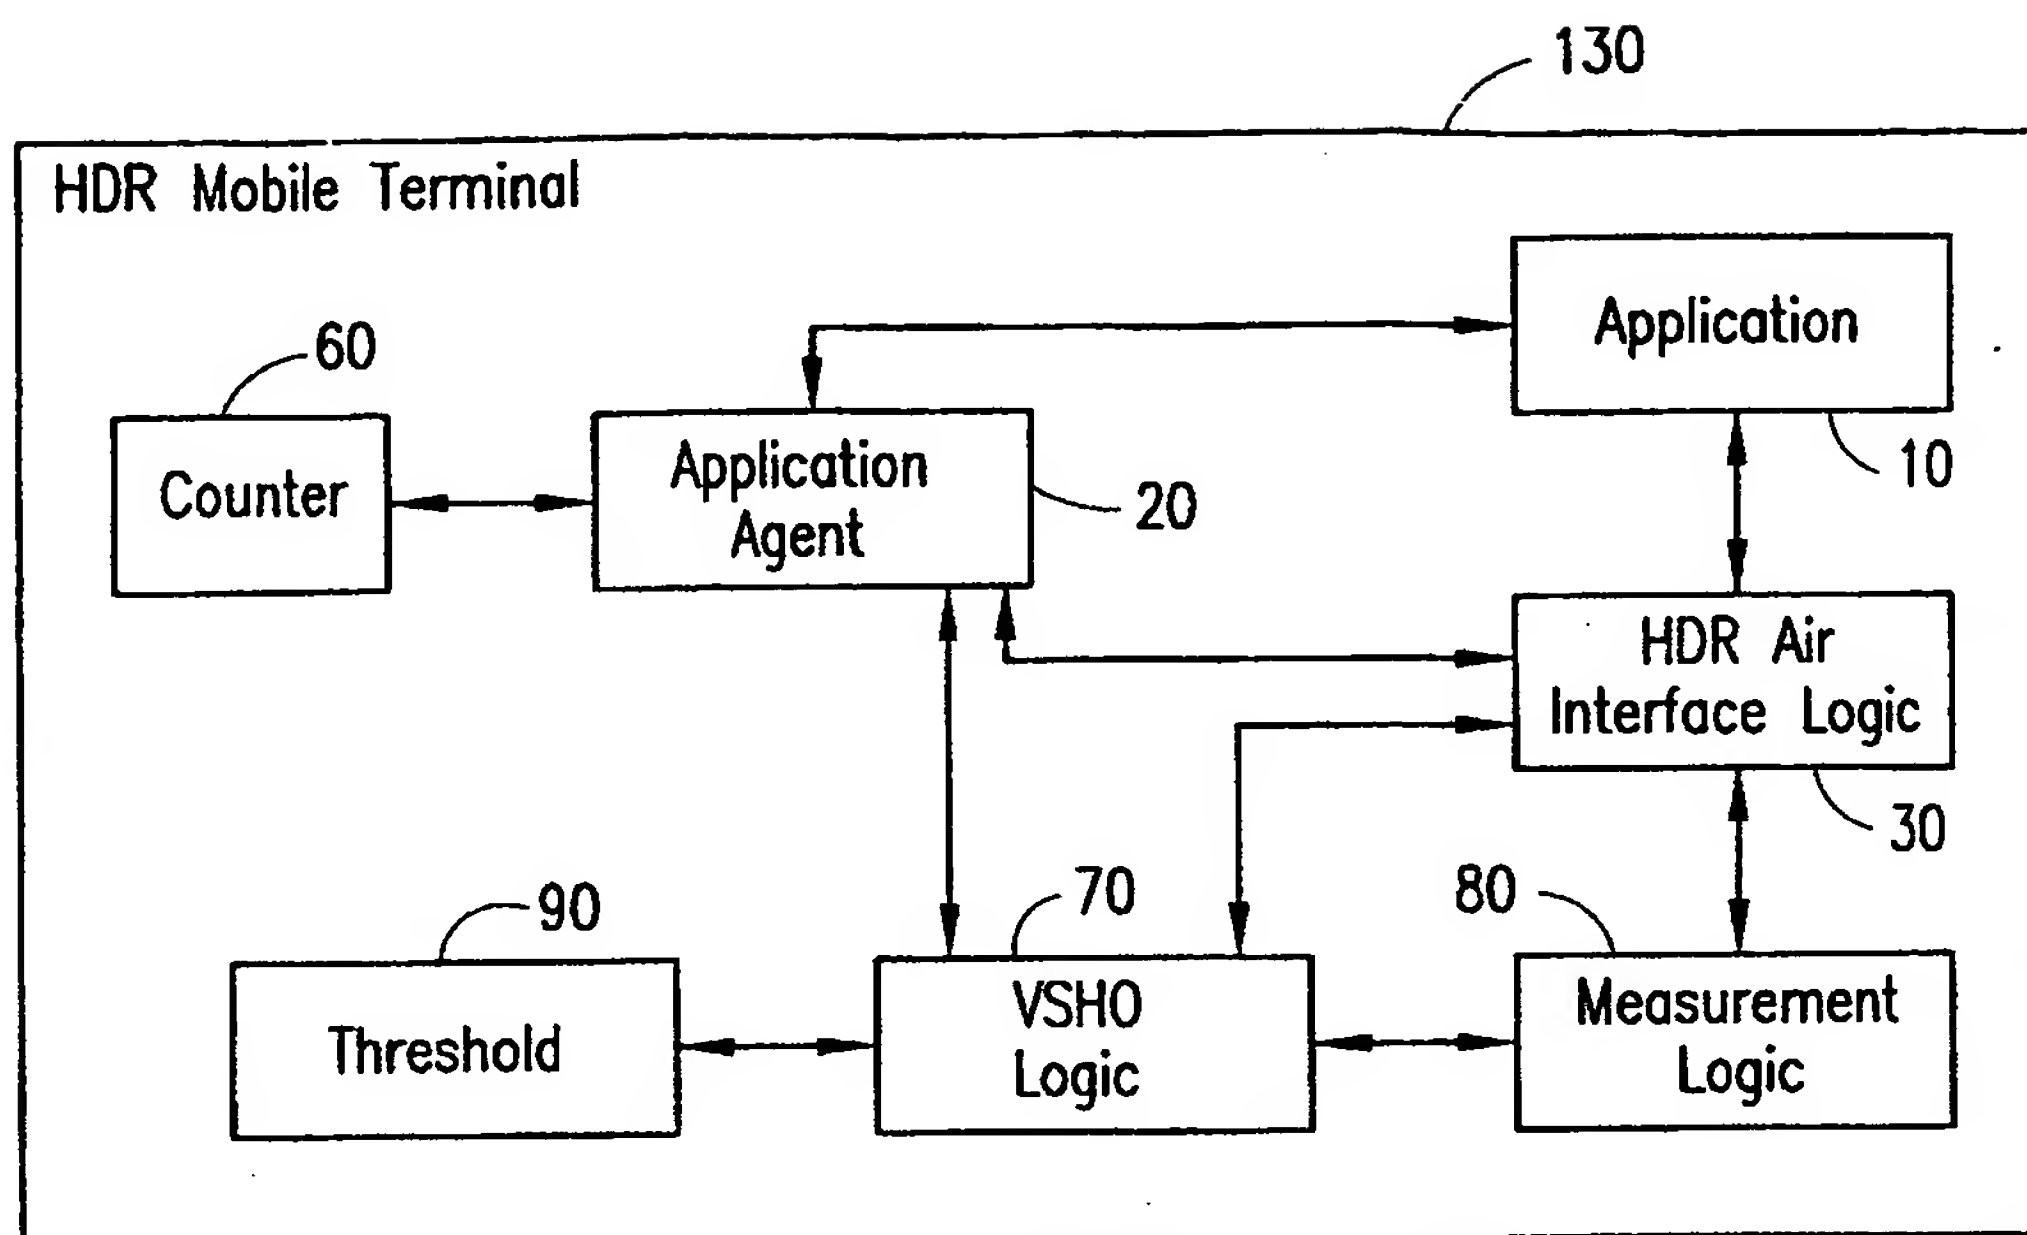 130
HDR Mobile Terminal
Application
10
60
Counter
Application
Agent
20
HDR Air
Interface Logic
30
90
Threshold
70
VSHO
Logic
80
Measurement
Logic